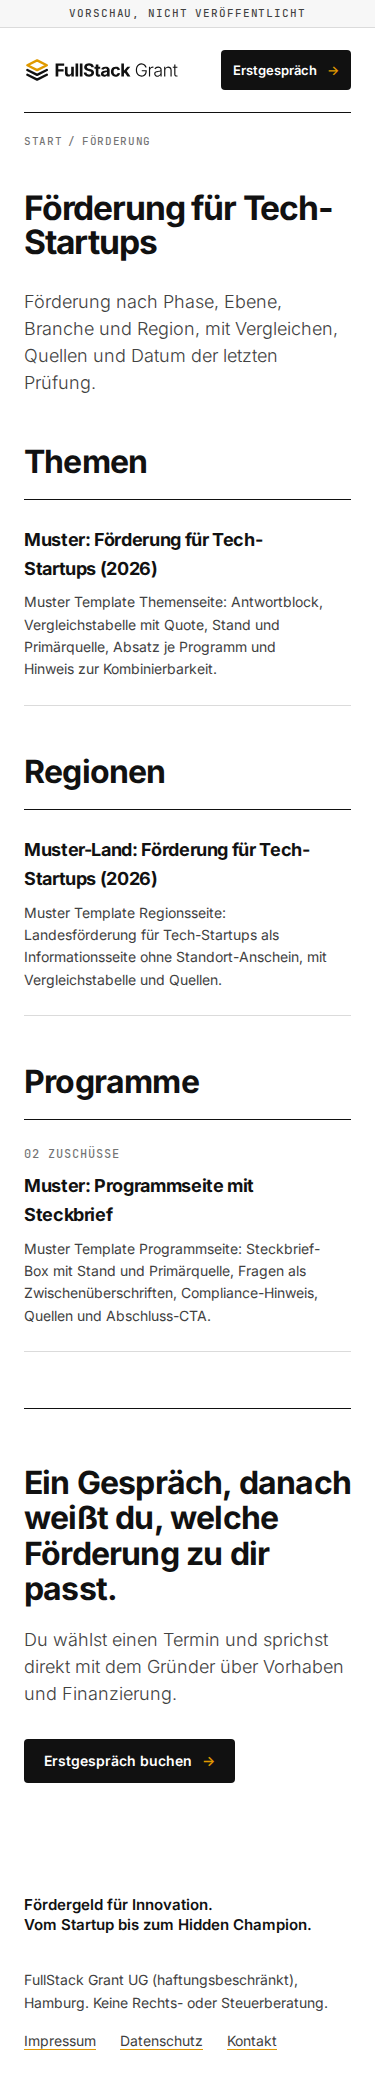 VORSCHAU, NICHT VERÖFFENTLICHT
FullStack Grant
Erstgespräch →
START / FÖRDERUNG
Förderung für Tech-
Startups
Förderung nach Phase, Ebene,
Branche und Region, mit Vergleichen,
Quellen und Datum der letzten
Prüfung.
Themen
Muster: Förderung für Tech-
Startups (2026)
Muster Template Themenseite: Antwortblock,
Vergleichstabelle mit Quote, Stand und
Primärquelle, Absatz je Programm und
Hinweis zur Kombinierbarkeit.
Regionen
Muster-Land: Förderung für Tech-
Startups (2026)
Muster Template Regionsseite:
Landesförderung für Tech-Startups als
Informationsseite ohne Standort-Anschein, mit
Vergleichstabelle und Quellen.
Programme
02 ZUSCHÜSSE
Muster: Programmseite mit
Steckbrief
Muster Template Programmseite: Steckbrief-
Box mit Stand und Primärquelle, Fragen als
Zwischenüberschriften, Compliance-Hinweis,
Quellen und Abschluss-CTA.
Ein Gespräch, danach
weißt du, welche
Förderung zu dir
passt.
Du wählst einen Termin und sprichst
direkt mit dem Gründer über Vorhaben
und Finanzierung.
Erstgespräch buchen →
Fördergeld für Innovation.
Vom Startup bis zum Hidden Champion.
FullStack Grant UG (haftungsbeschränkt),
Hamburg. Keine Rechts- oder Steuerberatung.
Impressum Datenschutz Kontakt